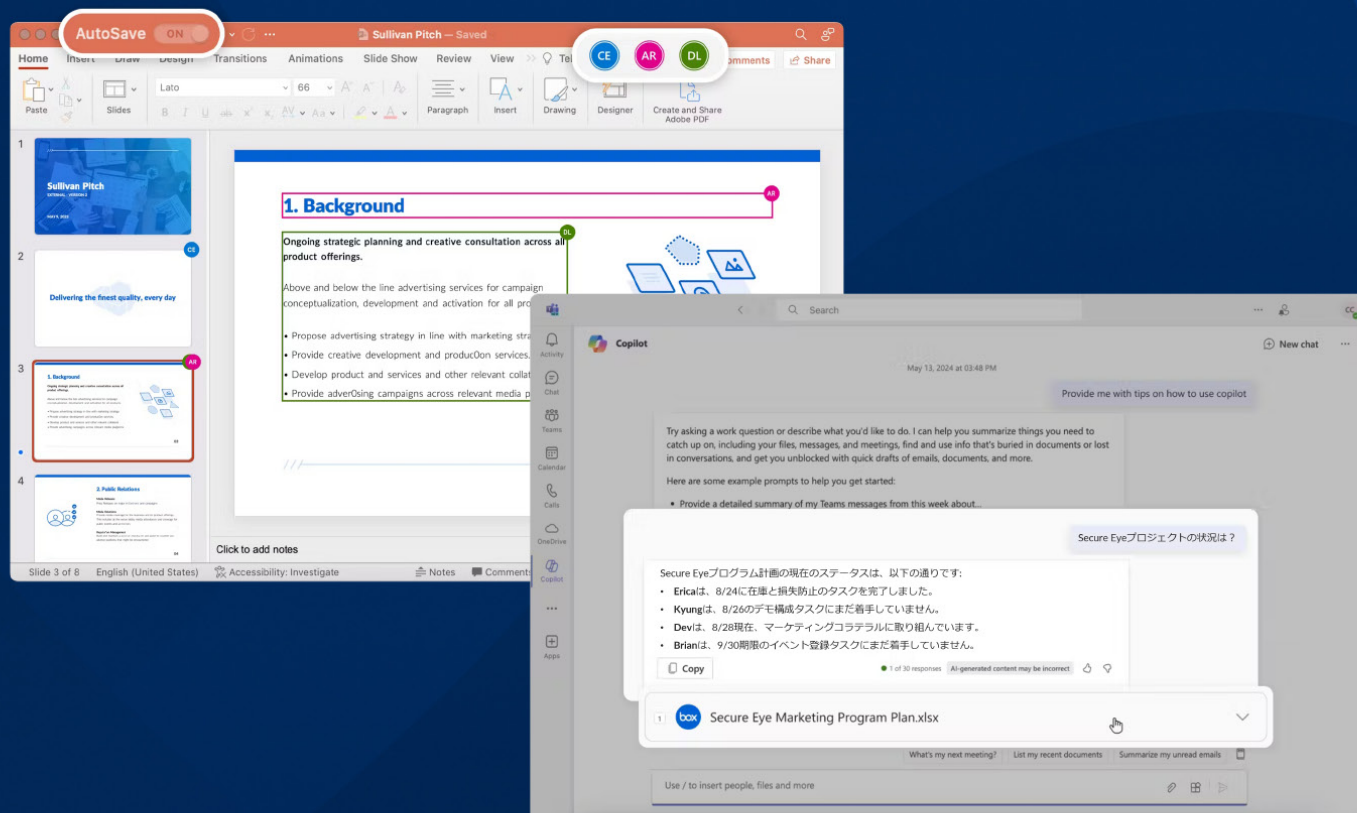 AutoSave ON
Sullivan Pitch — Saved
Home Insert Draw Design Transitions Animations Slide Show Review View Tel
CE AR DL
Comments
Share
Paste
Slides
Lato 66
Paragraph
Insert
Drawing
Designer
Create and Share
Adobe PDF
1
Sullivan Pitch
MAY 9, 2023
2
CE
Delivering the finest quality, every day
3
AR
1. Background
4
2. Public Relations
AR
1. Background
DL
Ongoing strategic planning and creative consultation across all
product offerings.
Above and below the line advertising services for campaign
conceptualization, development and activation for all pro
• Propose advertising strategy in line with marketing stra
• Provide creative development and produc0on services.
• Develop product and services and other relevant collat
• Provide adver0sing campaigns across relevant media p
Click to add notes
Slide 3 of 8 English (United States) Accessibility: Investigate Notes Comments
Search
CC
Activity
Chat
Teams
Calendar
Calls
OneDrive
Copilot
Apps
Copilot
New chat
May 13, 2024 at 03:48 PM
Provide me with tips on how to use copilot
Try asking a work question or describe what you'd like to do. I can help you summarize things you need to
catch up on, including your files, messages, and meetings, find and use info that's buried in documents or lost
in conversations, and get you unblocked with quick drafts of emails, documents, and more.
Here are some example prompts to help you get started:
• Provide a detailed summary of my Teams messages from this week about...
Secure Eyeプロジェクトの状況は？
Secure Eyeプログラム計画の現在のステータスは、以下の通りです:
• Ericaは、8/24に在庫と損失防止のタスクを完了しました。
• Kyungは、8/26のデモ構成タスクにまだ着手していません。
• Devは、8/28現在、マーケティングコラテラルに取り組んでいます。
• Brianは、9/30期限のイベント登録タスクにまだ着手していません。
Copy
1 of 30 responses AI-generated content may be incorrect
1 box Secure Eye Marketing Program Plan.xlsx
What's my next meeting? List my recent documents Summarize my unread emails
Use / to insert people, files and more